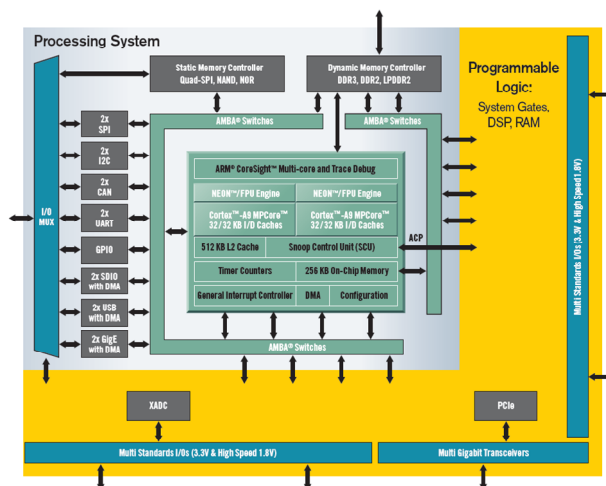 Processing System
Static Memory Controller
Quad-SPI, NAND, NOR
Dynamic Memory Controller
DDR3, DDR2, LPDDR2
Programmable
Logic:
System Gates,
DSP, RAM
AMBA® Switches
AMBA® Switches
2x
SPI
2x
I2C
2x
CAN
2x
UART
GPIO
2x SDIO
with DMA
2x USB
with DMA
2x GigE
with DMA
I/O
MUX
ARM® CoreSight™ Multi-core and Trace Debug
NEON™/FPU Engine
NEON™/FPU Engine
Cortex™-A9 MPCore™
32/32 KB I/D Caches
Cortex™-A9 MPCore™
32/32 KB I/D Caches
512 KB L2 Cache
Snoop Control Unit (SCU)
Timer Counters
256 KB On-Chip Memory
General Interrupt Controller
DMA
Configuration
ACP
AMBA® Switches
Multi Standards I/Os (3.3V & High Speed 1.8V)
XADC
PCIe
Multi Standards I/Os (3.3V & High Speed 1.8V)
Multi Gigabit Transceivers